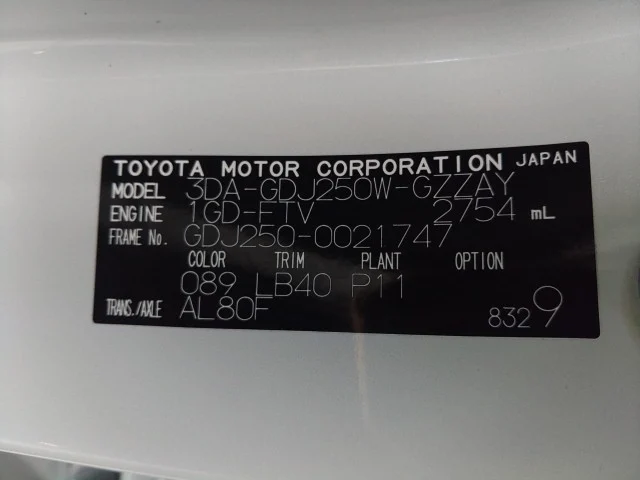 TOYOTA MOTOR CORPORATION JAPAN
MODEL 3DA-GDJ250W-GZZAY
ENGINE 1GD-FTV 2754 mL
FRAME No. GDJ250-0021747
COLOR TRIM PLANT OPTION
089 LB40 P11
TRANS./AXLE AL80F 8329